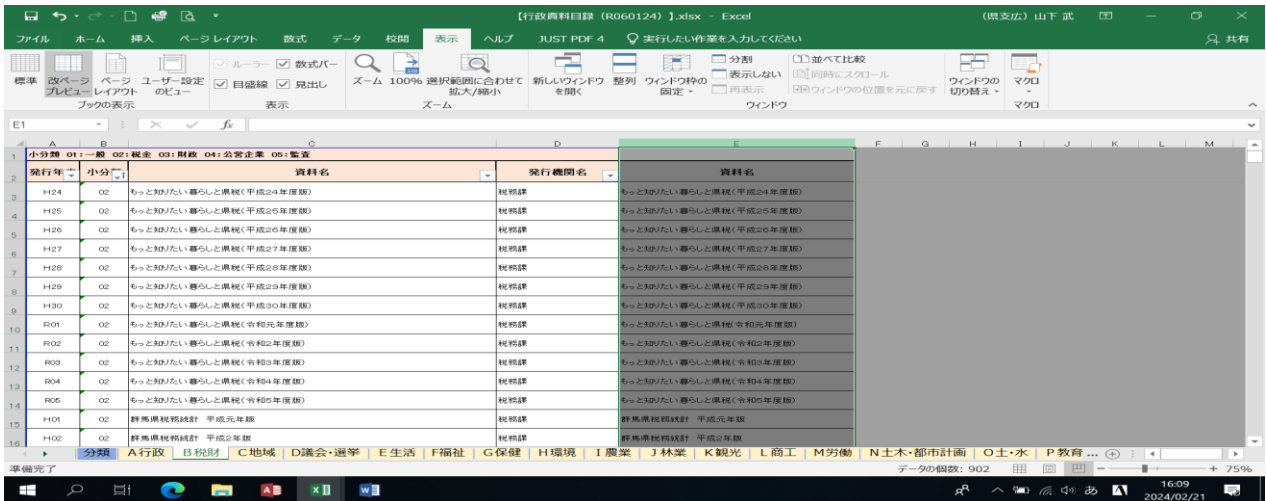 【行政資料目録（R060124）】.xlsx - Excel
(県支広) 山下 武
ファイル ホーム 挿入 ページ レイアウト 数式 データ 校閲 表示 ヘルプ JUST PDF 4 実行したい作業を入力してください 共有
標準 改ページ プレビュー ページ レイアウト ユーザー設定 のビュー
ブックの表示
ルーラー 数式バー
目盛線 見出し
表示
ズーム 100% 選択範囲に合わせて 拡大/縮小
ズーム
新しいウィンドウ を開く 整列 ウィンドウ枠の 固定
分割
表示しない
再表示
並べて比較
同時にスクロール
ウィンドウの位置を元に戻す
ウィンドウの 切り替え
ウィンドウ
マクロ
マクロ
E1 fx
A B C D E F G H I J K L M
1 小分類 01:一般 02:税金 03:財政 04:公営企業 05:監査
2 発行年 小分 資料名 発行機関名 資料名
3 H24 02 もっと知りたい暮らしと県税(平成24年度版) 税務課 もっと知りたい暮らしと県税(平成24年度版)
4 H25 02 もっと知りたい暮らしと県税(平成25年度版) 税務課 もっと知りたい暮らしと県税(平成25年度版)
5 H26 02 もっと知りたい暮らしと県税(平成26年度版) 税務課 もっと知りたい暮らしと県税(平成26年度版)
6 H27 02 もっと知りたい暮らしと県税(平成27年度版) 税務課 もっと知りたい暮らしと県税(平成27年度版)
7 H28 02 もっと知りたい暮らしと県税(平成28年度版) 税務課 もっと知りたい暮らしと県税(平成28年度版)
8 H29 02 もっと知りたい暮らしと県税(平成29年度版) 税務課 もっと知りたい暮らしと県税(平成29年度版)
9 H30 02 もっと知りたい暮らしと県税(平成30年度版) 税務課 もっと知りたい暮らしと県税(平成30年度版)
10 R01 02 もっと知りたい暮らしと県税(令和元年度版) 税務課 もっと知りたい暮らしと県税(令和元年度版)
11 R02 02 もっと知りたい暮らしと県税(令和2年度版) 税務課 もっと知りたい暮らしと県税(令和2年度版)
12 R03 02 もっと知りたい暮らしと県税(令和3年度版) 税務課 もっと知りたい暮らしと県税(令和3年度版)
13 R04 02 もっと知りたい暮らしと県税(令和4年度版) 税務課 もっと知りたい暮らしと県税(令和4年度版)
14 R05 02 もっと知りたい暮らしと県税(令和5年度版) 税務課 もっと知りたい暮らしと県税(令和5年度版)
15 H01 02 群馬県税務統計 平成元年版 税務課 群馬県税務統計 平成元年版
16 H02 02 群馬県税務統計 平成2年版 税務課 群馬県税務統計 平成2年版
分類 A行政 B税財 C地域 D議会・選挙 E生活 F福祉 G保健 H環境 I農業 J林業 K観光 L商工 M労働 N土木・都市計画 O土・水 P教育 ...
準備完了 データの個数: 902 75%
あ 16:09
2024/02/21